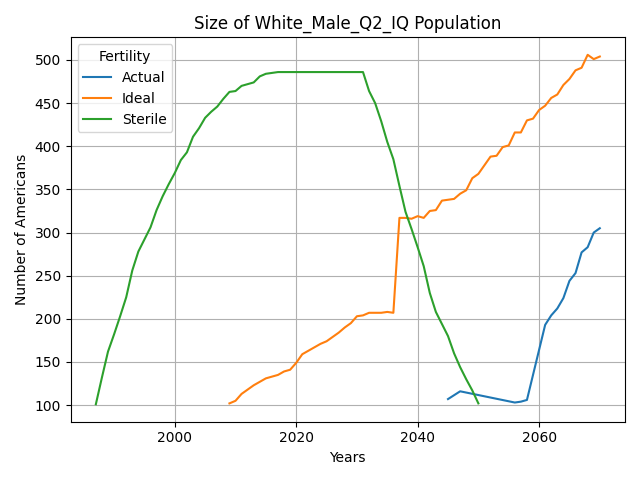 Size of White_Male_Q2_IQ Population
Fertility
Actual
Ideal
Sterile
Number of Americans
500
450
400
350
300
250
200
150
100
2000
2020
2040
2060
Years